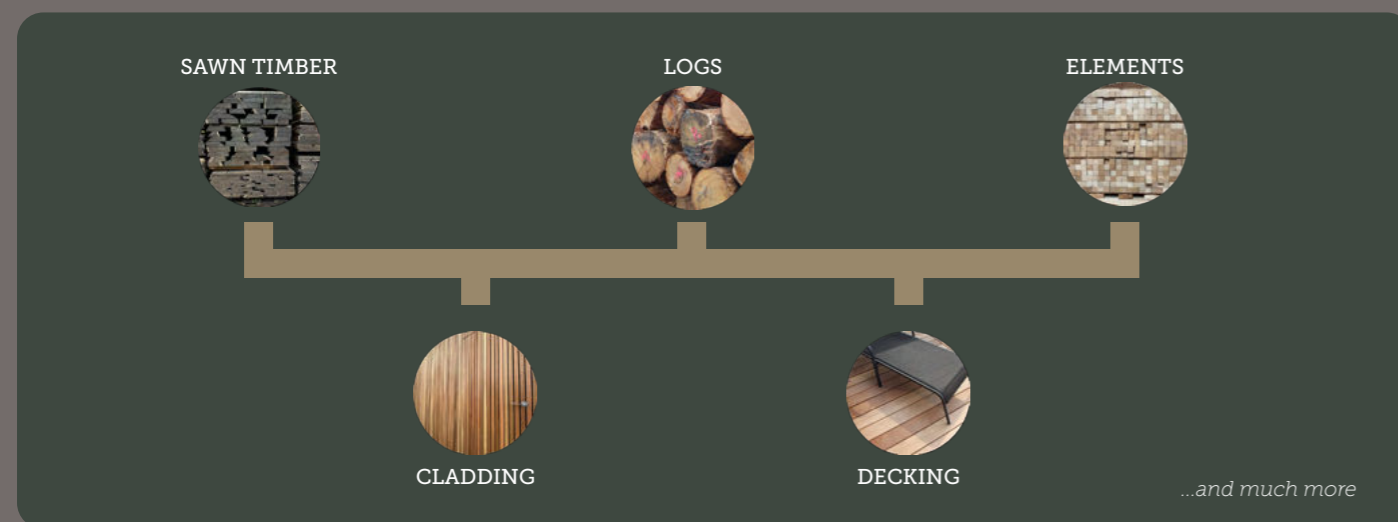 SAWN TIMBER
LOGS
ELEMENTS
CLADDING
DECKING
...and much more